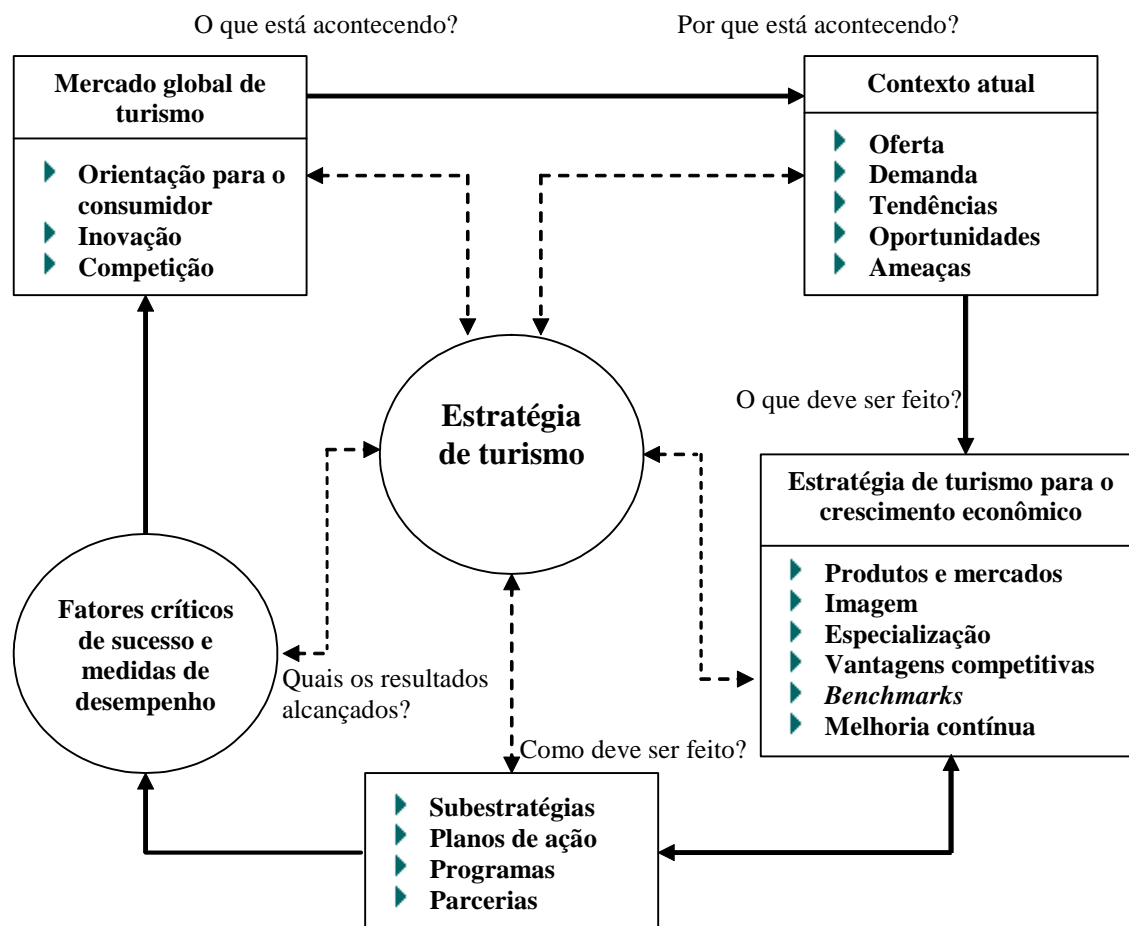 O que está acontecendo?
Por que está acontecendo?
Mercado global de
turismo
Orientação para o
consumidor
Inovação
Competição
Contexto atual
Oferta
Demanda
Tendências
Oportunidades
Ameaças
Estratégia
de turismo
O que deve ser feito?
Estratégia de turismo para o
crescimento econômico
Produtos e mercados
Imagem
Especialização
Vantagens competitivas
Benchmarks
Melhoria contínua
Fatores críticos
de sucesso e
medidas de
desempenho
Quais os resultados
alcançados?
Como deve ser feito?
Subestratégias
Planos de ação
Programas
Parcerias